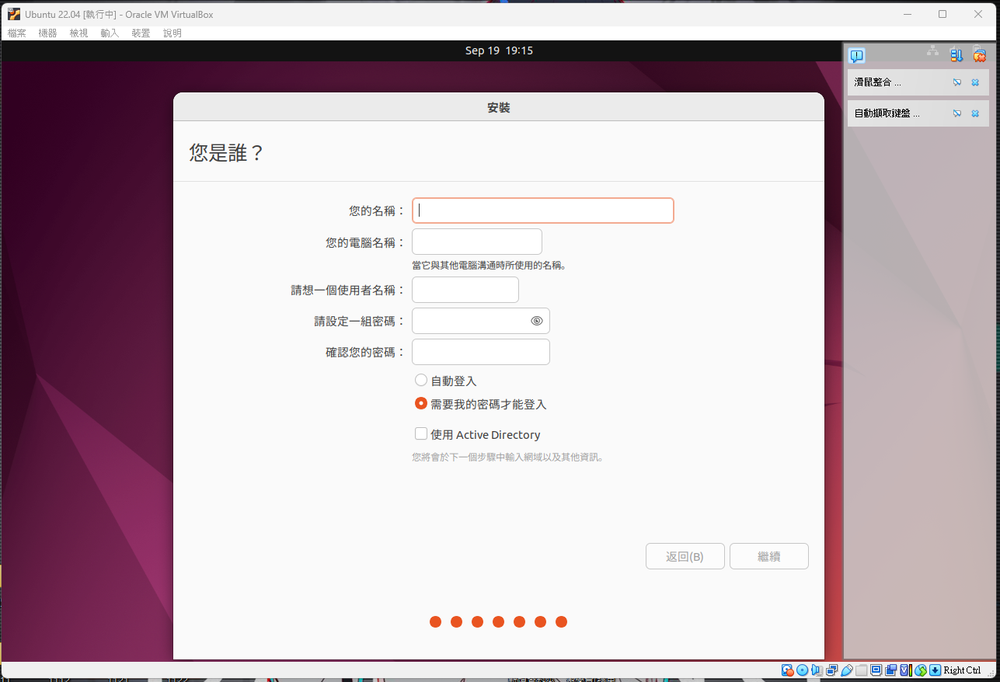 Ubuntu 22.04 [執行中] - Oracle VM VirtualBox
檔案 機器 檢視 輸入 裝置 說明
Sep 19 19:15
滑鼠整合 ...
自動擷取鍵盤 ...
安裝
您是誰？
您的名稱：
您的電腦名稱：
當它與其他電腦溝通時所使用的名稱。
請想一個使用者名稱：
請設定一組密碼：
確認您的密碼：
自動登入
需要我的密碼才能登入
使用 Active Directory
您將會於下一個步驟中輸入網域以及其他資訊。
返回(B) 繼續
Right Ctrl